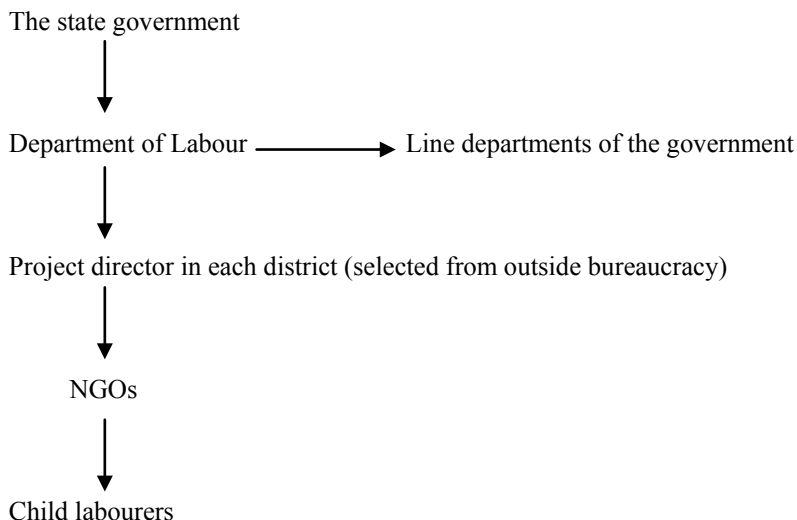 The state government
Department of Labour
Line departments of the government
Project director in each district (selected from outside bureaucracy)
NGOs
Child labourers